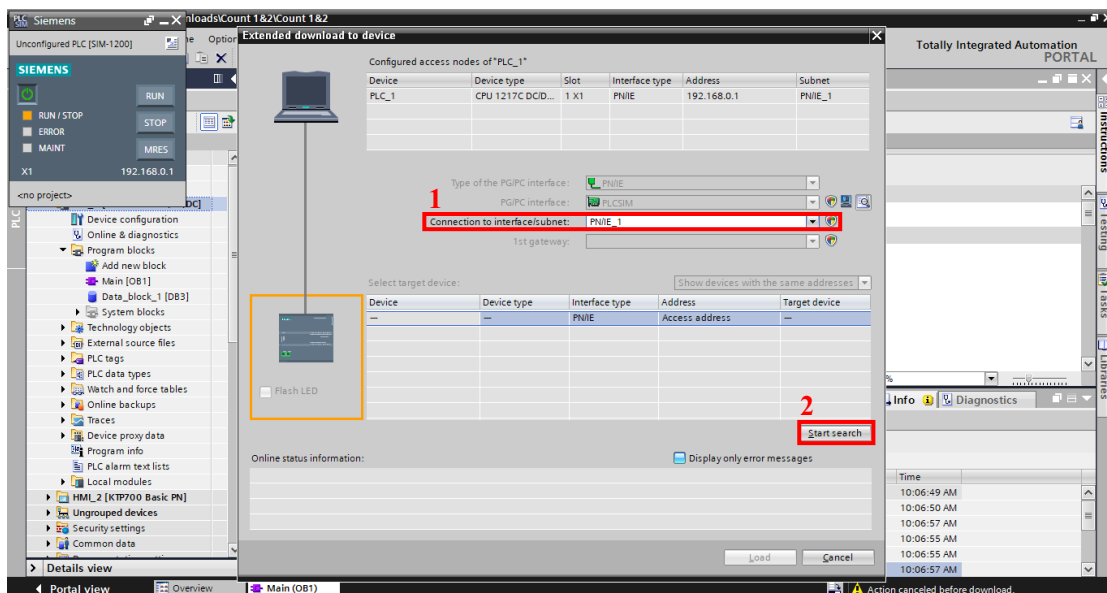 Siemens
nloads\Count 1&2\Count 1&2
Unconfigured PLC [SIM-1200]
SIEMENS
RUN
RUN / STOP
STOP
ERROR
MAINT
MRES
X1 192.168.0.1
<no project>
Option
Totally Integrated Automation
PORTAL
Extended download to device
Configured access nodes of "PLC_1"
Device Device type Slot Interface type Address Subnet
PLC_1 CPU 1217C DC/D... 1 X1 PN/IE 192.168.0.1 PN/IE_1
Type of the PG/PC interface: PN/IE
1
PG/PC interface: PLCSIM
Connection to interface/subnet: PN/IE_1
1st gateway:
Select target device: Show devices with the same addresses
Device Device type Interface type Address Target device
— — PN/IE Access address —
Flash LED
2
Start search
Online status information: Display only error messages
Load Cancel
DC]
Device configuration
Online & diagnostics
Program blocks
Add new block
Main [OB1]
Data_block_1 [DB3]
System blocks
Technology objects
External source files
PLC tags
PLC data types
Watch and force tables
Online backups
Traces
Device proxy data
Program info
PLC alarm text lists
Local modules
HMI_2 [KTP700 Basic PN]
Ungrouped devices
Security settings
Common data
Details view
Portal view Overview Main (OB1)
Instructions
Testing
Tasks
Libraries
%
Info Diagnostics
Time
10:06:49 AM
10:06:50 AM
10:06:57 AM
10:06:55 AM
10:06:55 AM
10:06:57 AM
Action canceled before download.